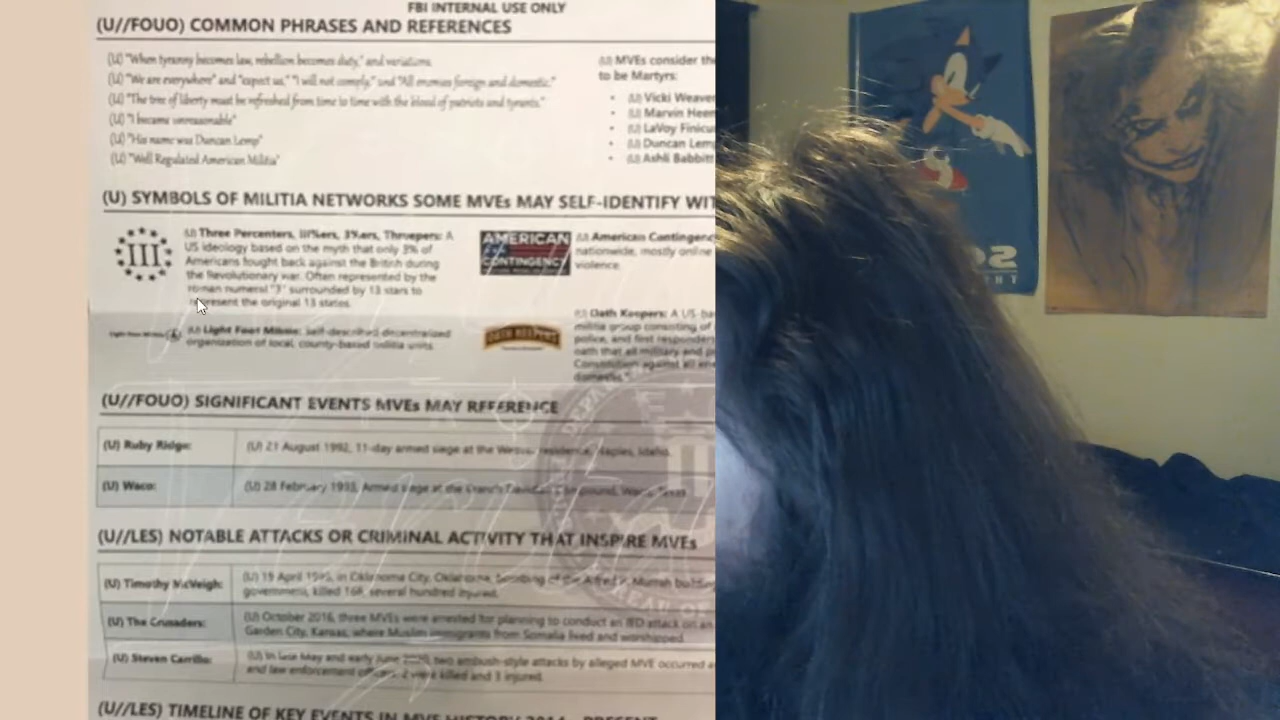 FBI INTERNAL USE ONLY
(U//FOUO) COMMON PHRASES AND REFERENCES
(U) "When tyranny becomes law, rebellion becomes duty," and variations.
(U) "We are everywhere" and "expect us," "I will not comply," and "All enemies foreign and domestic."
(U) "The tree of liberty must be refreshed from time to time with the blood of patriots and tyrants."
(U) "I became unreasonable"
(U) "His name was Duncan Lemp"
(U) "Well Regulated American Militia"
(U) MVEs consider the
to be Martyrs:
• (U) Vicki Weaver
• (U) Marvin Heem
• (U) LaVoy Finicu
• (U) Duncan Lemp
• (U) Ashli Babbitt
(U) SYMBOLS OF MILITIA NETWORKS SOME MVEs MAY SELF-IDENTIFY WIT
III
(U) Three Percenters, III%ers, 3%ers, Threepers: A
US ideology based on the myth that only 3% of
Americans fought back against the British during
the Revolutionary war. Often represented by the
roman numeral "3" surrounded by 13 stars to
represent the original 13 states.
AMERICAN
CONTINGENCY
(U) American Contingenc
nationwide, mostly online
violence.
(U) Light Foot Militia: self-described decentralized
organization of local, county-based militia units.
OATH KEEPERS
(U) Oath Keepers: A US-ba
militia group consisting of
police, and first responders
oath that all military and p
Constitution against all ene
domestic."
(U//FOUO) SIGNIFICANT EVENTS MVEs MAY REFERENCE
(U) Ruby Ridge: (U) 21 August 1992, 11-day armed siege at the Weaver residence, Naples, Idaho.
(U) Waco: (U) 28 February 1993, Armed siege at the Branch Davidian Compound, Waco, Texas
(U//LES) NOTABLE ATTACKS OR CRIMINAL ACTIVITY THAT INSPIRE MVEs
(U) Timothy McVeigh: (U) 19 April 1995, in Oklahoma City, Oklahoma, bombing of the Alfred P. Murrah building
government, killed 168, several hundred injured.
(U) The Crusaders: (U) October 2016, three MVEs were arrested for planning to conduct an IED attack on an
Garden City, Kansas, where Muslim immigrants from Somalia lived and worshipped.
(U) Steven Carrillo: (U) In late May and early June 2020, two ambush-style attacks by alleged MVE occurred a
and law enforcement officers. 2 were killed and 3 injured.
(U//LES) TIMELINE OF KEY EVENTS IN MVE HISTORY 2014 - PRESENT